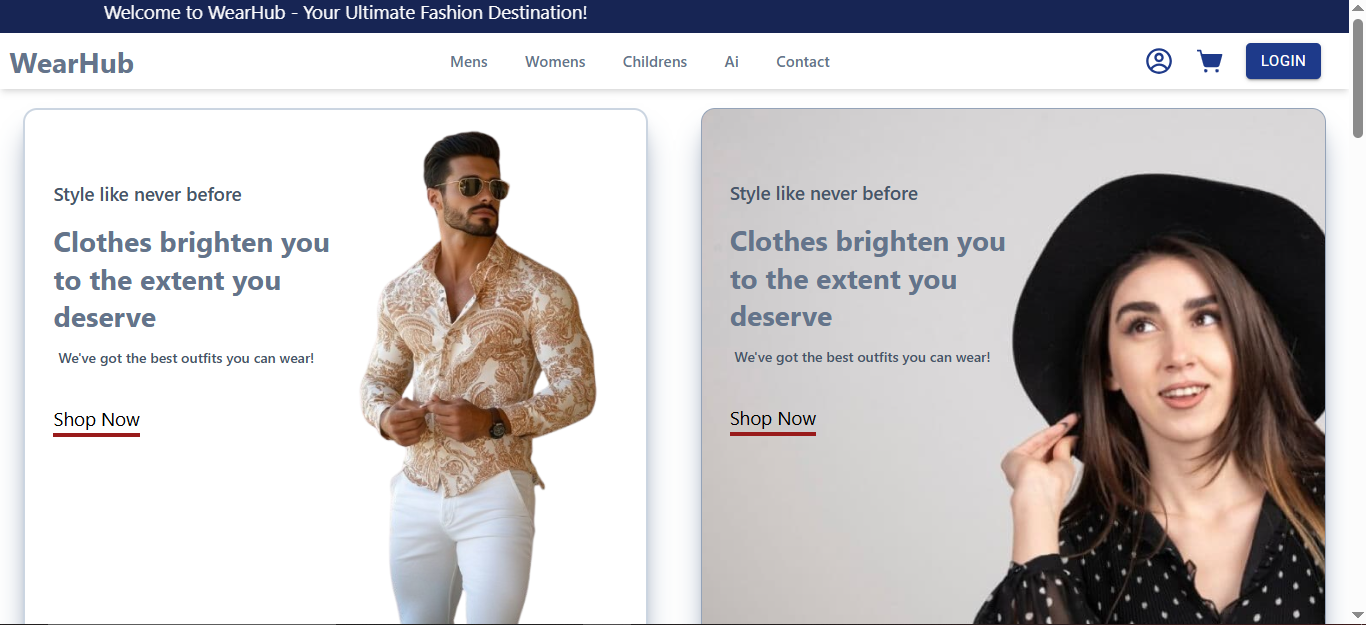 Welcome to WearHub - Your Ultimate Fashion Destination!
WearHub
Mens
Womens
Childrens
Ai
Contact
LOGIN
Style like never before
Clothes brighten you
to the extent you
deserve
We've got the best outfits you can wear!
Shop Now
Style like never before
Clothes brighten you
to the extent you
deserve
We've got the best outfits you can wear!
Shop Now